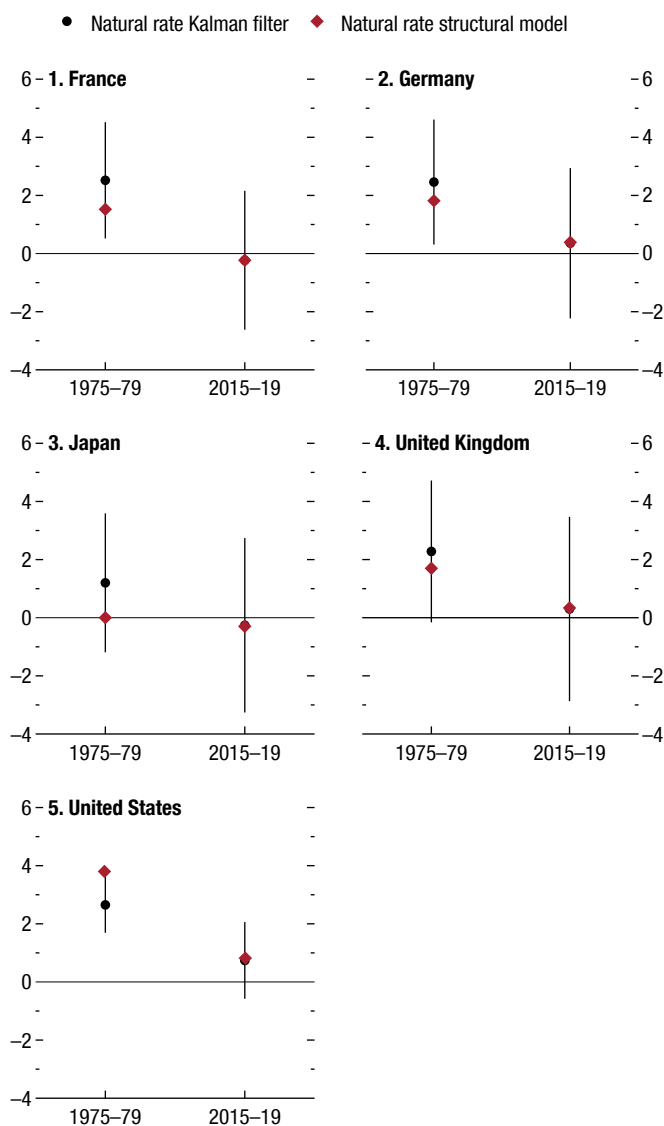 Natural rate Kalman filter Natural rate structural model
1. France
2. Germany
6 6
4 4
2 2
0 0
–2 –2
–4 –4
1975–79 2015–19 1975–79 2015–19
3. Japan
4. United Kingdom
6 6
4 4
2 2
0 0
–2 –2
–4 –4
1975–79 2015–19 1975–79 2015–19
5. United States
6
4
2
0
–2
–4
1975–79 2015–19